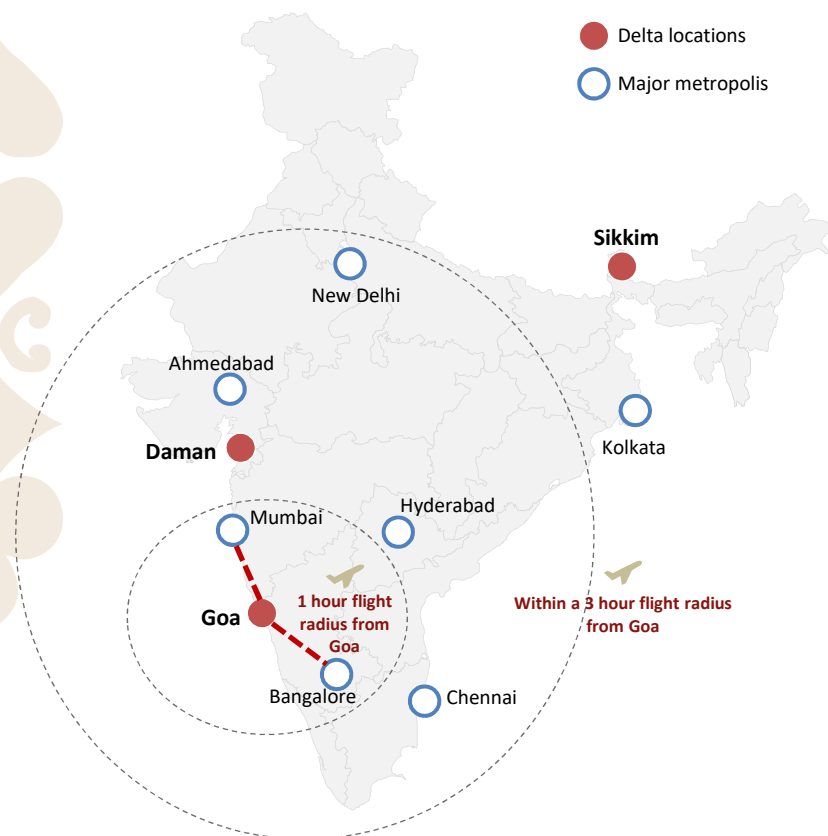 Delta locations
Major metropolis
Sikkim
New Delhi
Ahmedabad
Daman
Kolkata
Mumbai
Hyderabad
Goa
1 hour flight
radius from
Goa
Within a 3 hour flight radius
from Goa
Bangalore
Chennai